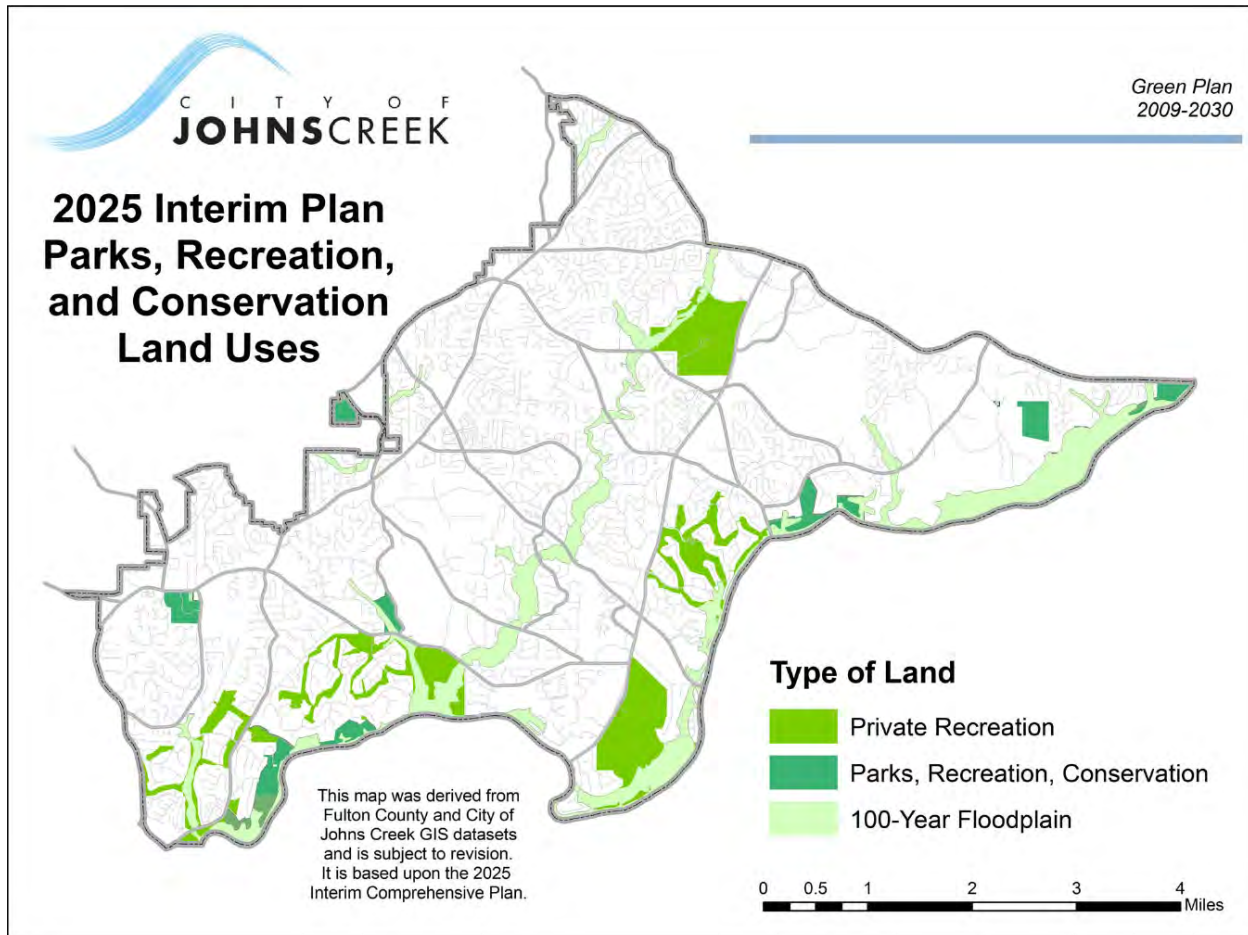 CITY OF
JOHNSCREEK
Green Plan
2009-2030
2025 Interim Plan
Parks, Recreation,
and Conservation
Land Uses
Type of Land
Private Recreation
Parks, Recreation, Conservation
100-Year Floodplain
This map was derived from
Fulton County and City of
Johns Creek GIS datasets
and is subject to revision.
It is based upon the 2025
Interim Comprehensive Plan.
0 0.5 1 2 3 4
Miles